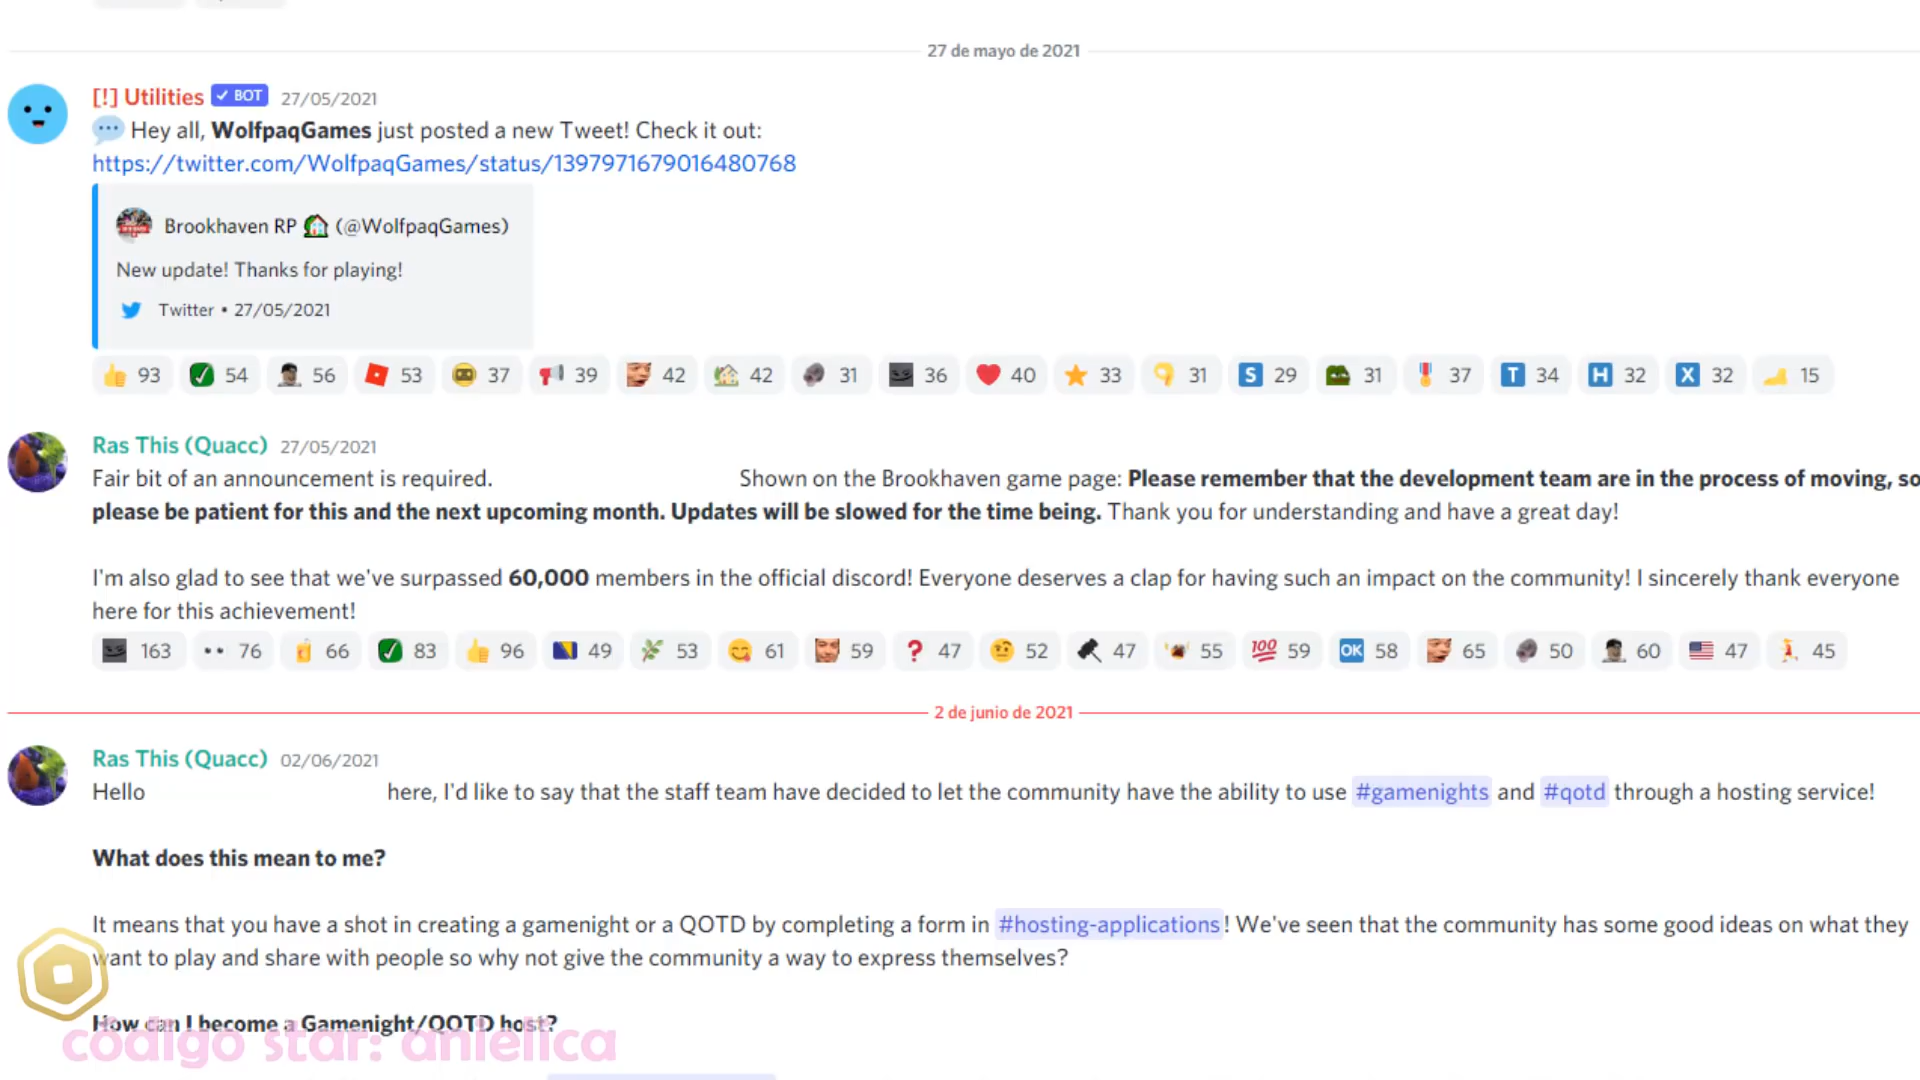 27 de mayo de 2021
[!] Utilities BOT 27/05/2021
Hey all, WolfpaqGames just posted a new Tweet! Check it out:
https://twitter.com/WolfpaqGames/status/1397971679016480768
Brookhaven RP (@WolfpaqGames)
New update! Thanks for playing!
Twitter • 27/05/2021
93 54 56 53 37 39 42 42 31 36 40 33 31 S 29 31 37 T 34 H 32 X 32 15
Ras This (Quacc) 27/05/2021
Fair bit of an announcement is required. Shown on the Brookhaven game page: Please remember that the development team are in the process of moving, so
please be patient for this and the next upcoming month. Updates will be slowed for the time being. Thank you for understanding and have a great day!
I'm also glad to see that we've surpassed 60,000 members in the official discord! Everyone deserves a clap for having such an impact on the community! I sincerely thank everyone
here for this achievement!
163 76 66 83 96 49 53 61 59 ? 47 52 47 55 100 59 OK 58 65 50 60 47 45
2 de junio de 2021
Ras This (Quacc) 02/06/2021
Hello here, I'd like to say that the staff team have decided to let the community have the ability to use #gamenights and #qotd through a hosting service!
What does this mean to me?
It means that you have a shot in creating a gamenight or a QOTD by completing a form in #hosting-applications! We've seen that the community has some good ideas on what they
want to play and share with people so why not give the community a way to express themselves?
How can I become a Gamenight/QOTD host?
código star: anielica